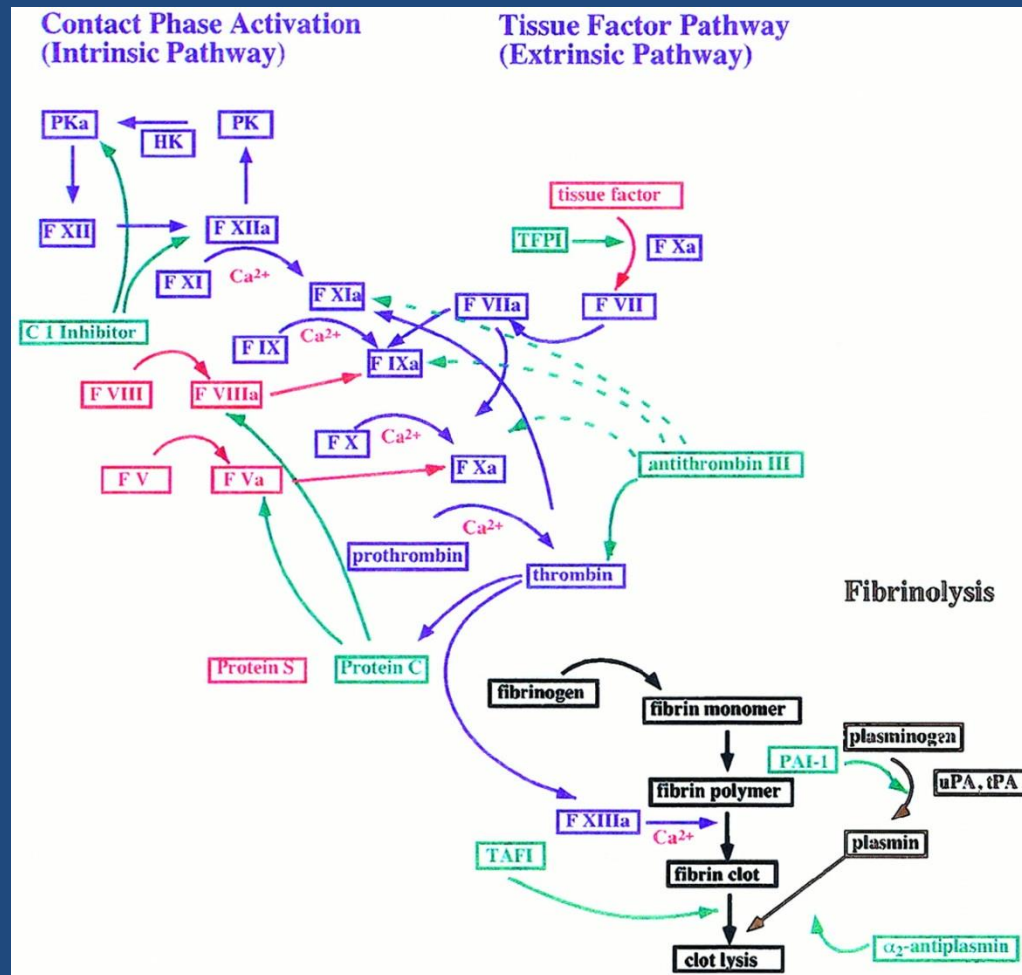 Contact Phase Activation
(Intrinsic Pathway)
Tissue Factor Pathway
(Extrinsic Pathway)
PKa
HK
PK
F XII
F XIIa
F XI
Ca2+
F XIa
C 1 Inhibitor
tissue factor
TFPI
F Xa
F VIIa
F VII
F IX
Ca2+
F IXa
F VIII
F VIIIa
F X
Ca2+
F Xa
F V
F Va
antithrombin III
Ca2+
prothrombin
thrombin
Fibrinolysis
Protein S
Protein C
fibrinogen
fibrin monomer
plasminogen
PAI-1
uPA, tPA
fibrin polymer
F XIIIa
Ca2+
plasmin
TAFI
fibrin clot
α2-antiplasmin
clot lysis